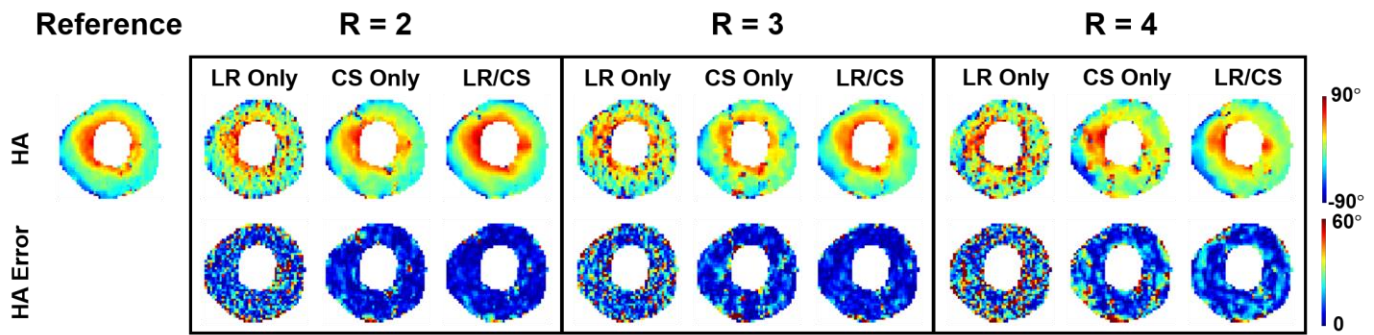 Reference R = 2 R = 3 R = 4
LR Only CS Only LR/CS LR Only CS Only LR/CS LR Only CS Only LR/CS
HA
90°
-90°
HA Error
60°
0